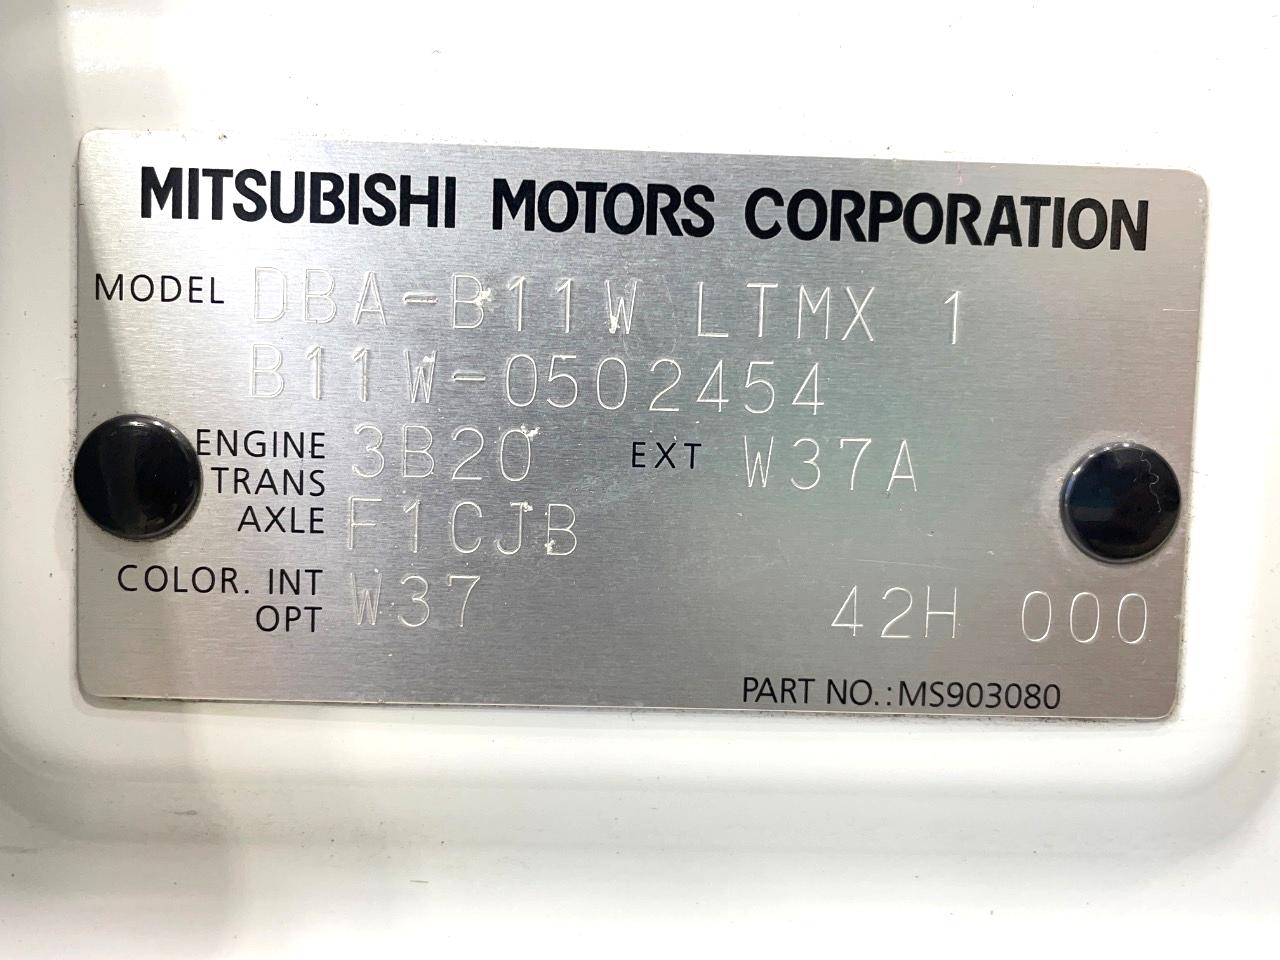 MITSUBISHI MOTORS CORPORATION
MODEL DBA-B11W LTMX 1
B11W-0502454
ENGINE 3B20 EXT W37A
TRANS
AXLE F1CJB
COLOR. INT W37 42H 000
OPT
PART NO.:MS903080